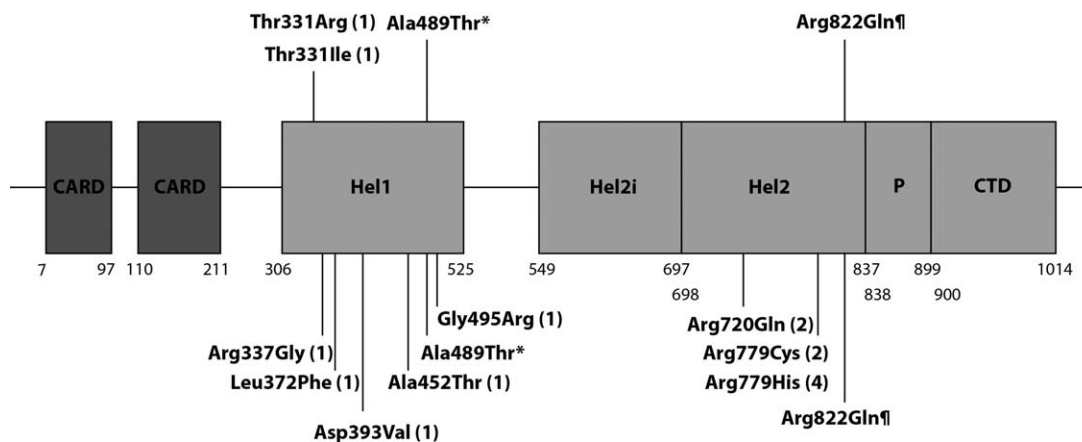 Thr331Arg (1) Ala489Thr* Arg822Gln¶
Thr331Ile (1)
CARD CARD Hel1 Hel2i Hel2 P CTD
7 97 110 211 306 525 549 697 837 899 1014
698 838 900
Gly495Arg (1) Arg720Gln (2)
Arg337Gly (1) Ala489Thr* Arg779Cys (2)
Leu372Phe (1) Ala452Thr (1) Arg779His (4)
Arg822Gln¶
Asp393Val (1)